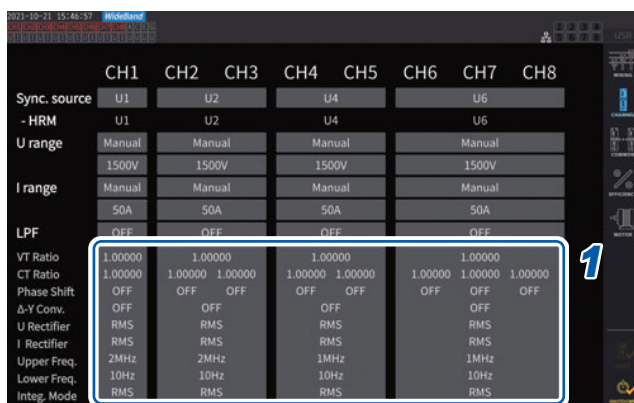 2021-10-21 15:46:57 WideBand
USB
CH1 CH2 CH3 CH4 CH5 CH6 CH7 CH8
Sync. source U1 U2 U4 U6
- HRM U1 U2 U4 U6
U range Manual Manual Manual Manual
1500V 1500V 1500V 1500V
I range Manual Manual Manual Manual
50A 50A 50A 50A
LPF OFF OFF OFF OFF
VT Ratio 1.00000 1.00000 1.00000 1.00000
CT Ratio 1.00000 1.00000 1.00000 1.00000 1.00000 1.00000 1.00000 1.00000
Phase Shift OFF OFF OFF OFF OFF OFF OFF OFF
Δ-Y Conv. OFF OFF OFF OFF
U Rectifier RMS RMS RMS RMS
I Rectifier RMS RMS RMS RMS
Upper Freq. 2MHz 2MHz 1MHz 1MHz
Lower Freq. 10Hz 10Hz 10Hz 10Hz
Integ. Mode RMS RMS RMS RMS
1
WIRING
CHANNEL
COMMON
EFFICIENCY
MOTOR